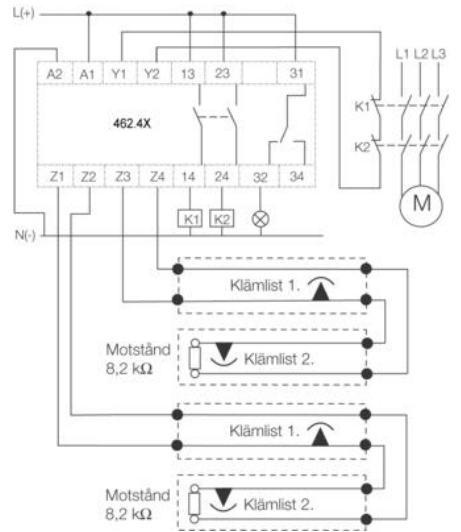 L(+)
A2 A1 Y1 Y2 13 23 31
L1 L2 L3
462.4X
K1
K2
Z1 Z2 Z3 Z4 14 24 32 34
K1 K2
M
N(-)
Klämlist 1.
Motstånd
8,2 kΩ
Klämlist 2.
Klämlist 1.
Motstånd
8,2 kΩ
Klämlist 2.